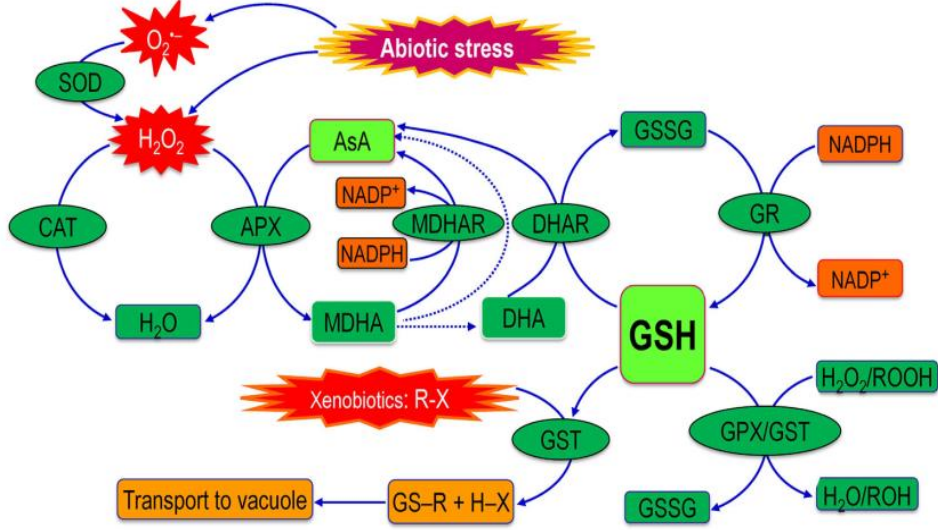 O₂•–
Abiotic stress
SOD
H₂O₂
AsA
GSSG
NADPH
NADP⁺
CAT
APX
MDHAR
DHAR
GR
NADPH
NADP⁺
H₂O
MDHA
DHA
GSH
Xenobiotics: R-X
H₂O₂/ROOH
GST
GPX/GST
Transport to vacuole
GS–R + H–X
GSSG
H₂O/ROH